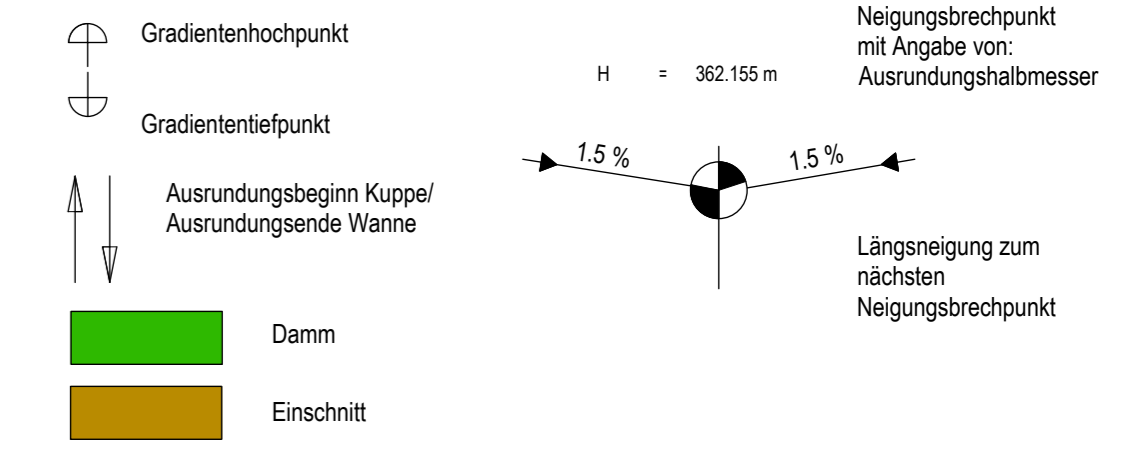 Gradientenhochpunkt
Gradiententiefpunkt
Ausrundungsbeginn Kuppe/
Ausrundungsende Wanne
Damm
Einschnitt
H = 362.155 m
1.5 %
1.5 %
Neigungsbrechpunkt
mit Angabe von:
Ausrundungshalbmesser
Längsneigung zum
nächsten
Neigungsbrechpunkt